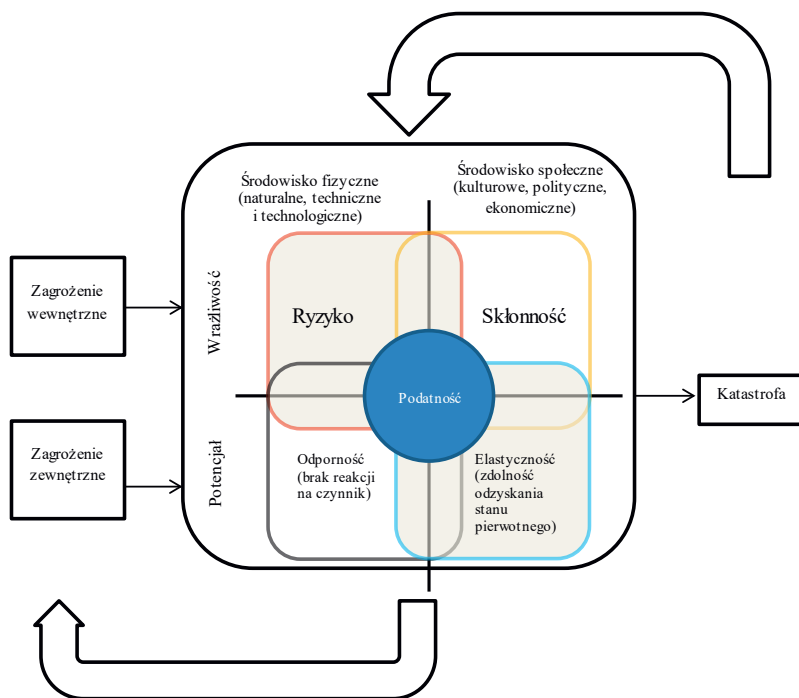 Środowisko fizyczne
(naturalne, techniczne
i technologiczne)
Środowisko społeczne
(kulturowe, polityczne,
ekonomiczne)
Zagrożenie
wewnętrzne
Wrażliwość
Ryzyko
Skłonność
Podatność
Katastrofa
Zagrożenie
zewnętrzne
Potencjał
Odporność
(brak reakcji
na czynnik)
Elastyczność
(zdolność
odzyskania
stanu
pierwotnego)